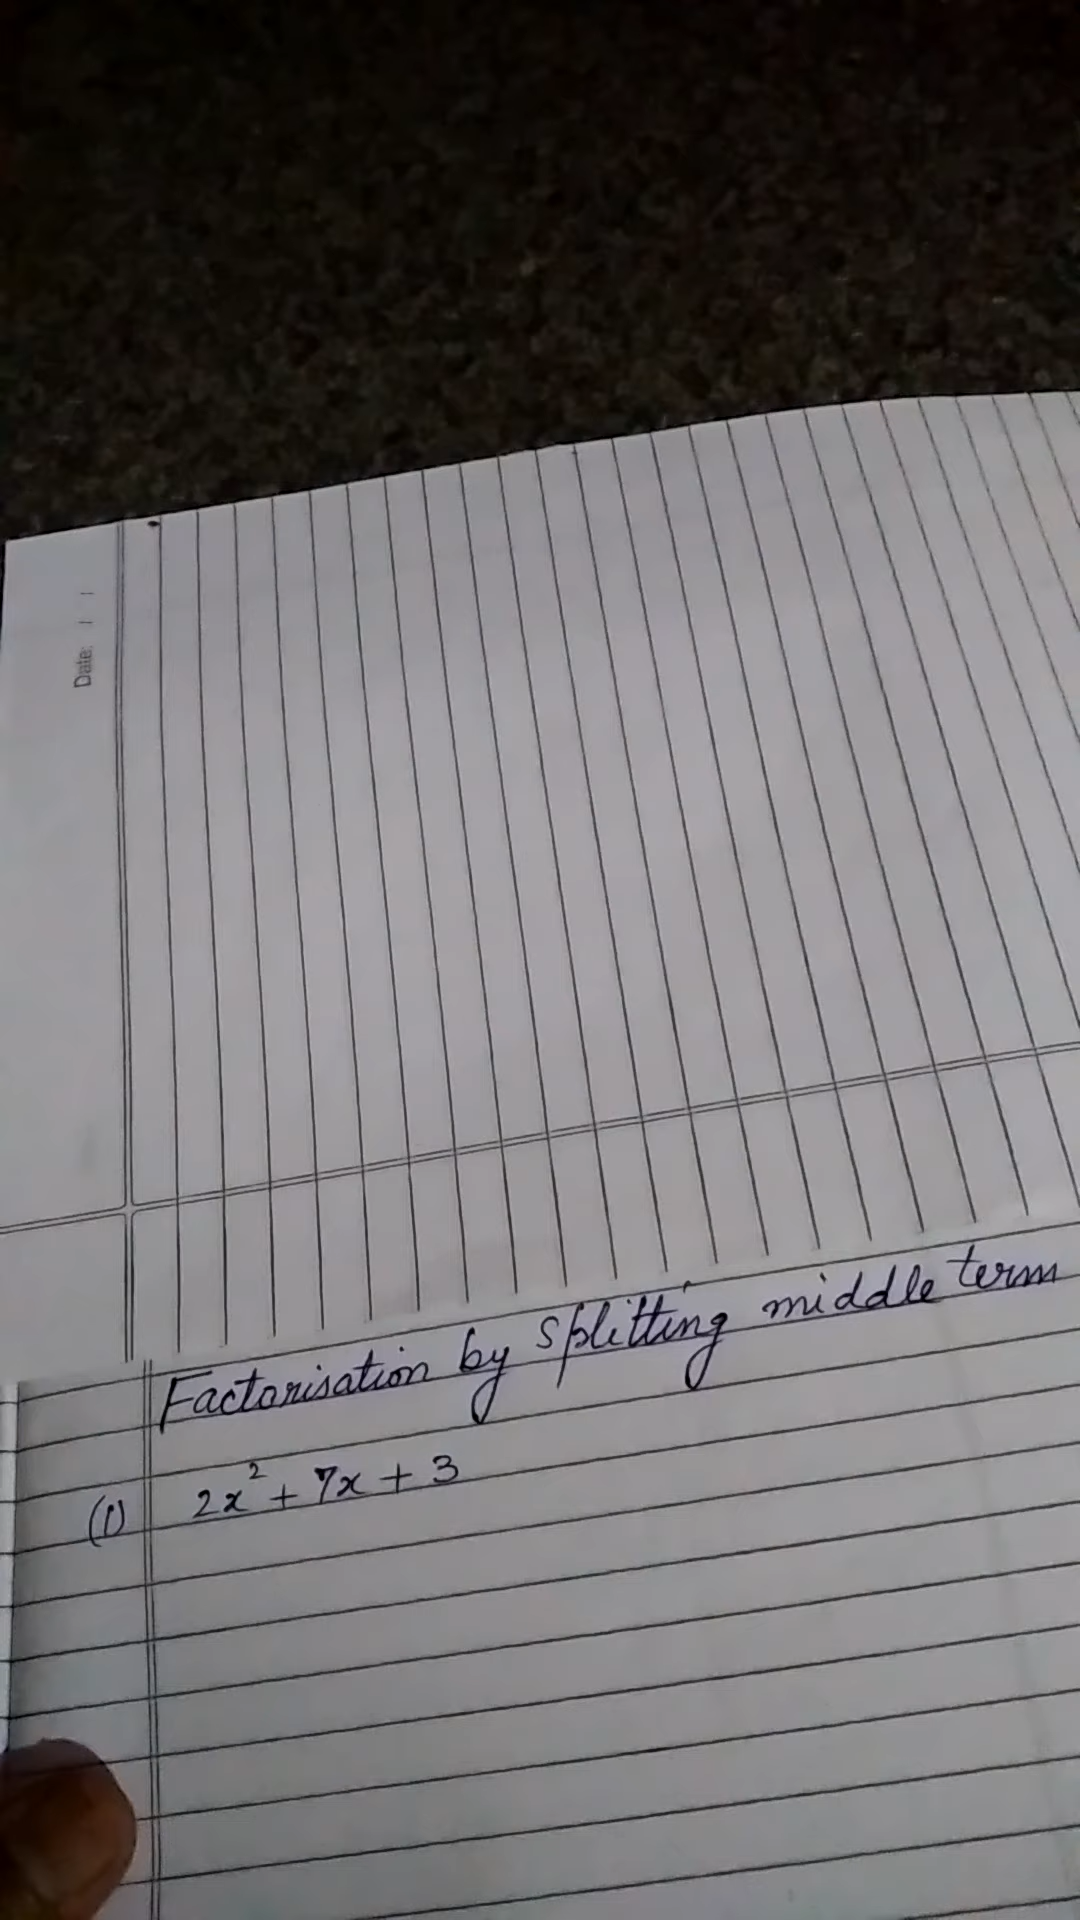 Date: / /
Factorisation by splitting middle term
(1) 2x² + 7x + 3